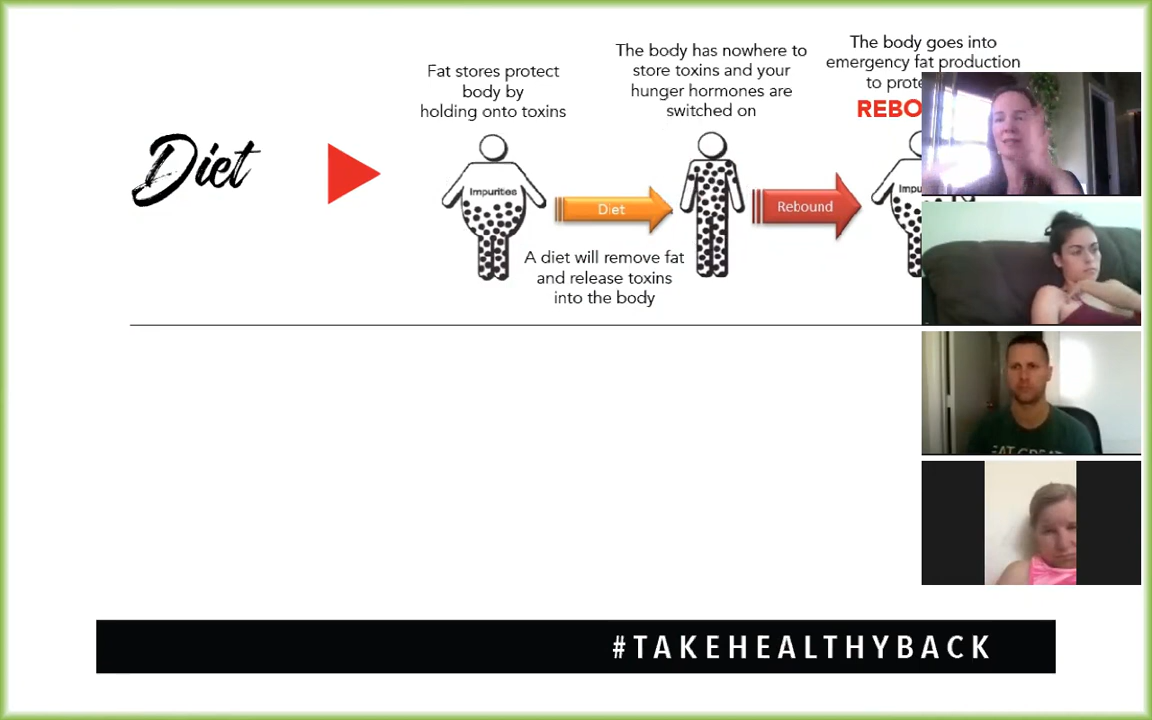 Diet
Fat stores protect
body by
holding onto toxins
Impurities
Diet
A diet will remove fat
and release toxins
into the body
The body has nowhere to
store toxins and your
hunger hormones are
switched on
Rebound
The body goes into
emergency fat production
to
#TAKEHEALTHYBACK